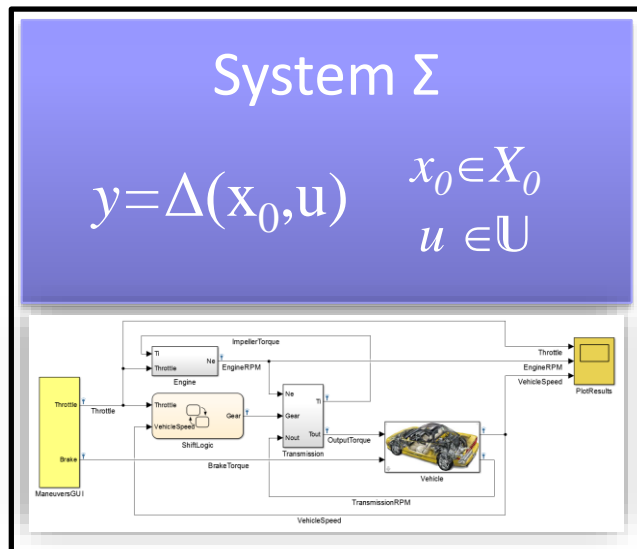 System Σ
y=Δ(x₀,u)
x₀∈X₀
u ∈𝕌
ImpellerTorque
Ti
Throttle
Ne
Engine
EngineRPM
Throttle
EngineRPM
VehicleSpeed
PlotResults
Throttle
Throttle
Throttle
VehicleSpeed
Gear
ShiftLogic
Ne
Gear
Nout
Ti
Tout
Transmission
OutputTorque
Vehicle
Brake
ManeuversGUI
BrakeTorque
TransmissionRPM
VehicleSpeed